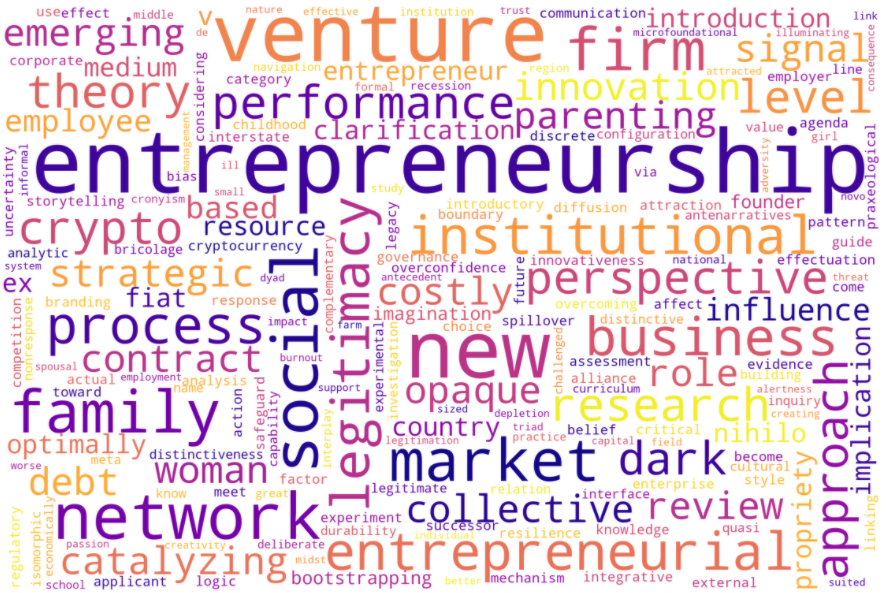 use effect middle
v
de
nature effective institution trust
communication introduction
link
emerging
venture
firm
microfoundational illuminating
signal
consequence
corporate medium
considering
navigation
category
entrepreneur
formal recession
region
attracted
employer line
theory
performance
innovation
level
employee
management
childhood
interstate
clarification
parenting
discrete configuration
value agenda
girl
adversity
praxeological
uncertainty
informal
entrepreneurship
bias ill
small
study
via
novo
storytelling cronyism
based
resource
legacy
introductory diffusion attraction founder
boundary
antenarratives
pattern
guide
crypto
analytic bricolage cryptocurrency
institutional
system
ex
strategic
social
dyad
complementary
legitimacy
governance
overconfidence
antecedent
costly
future
innovativeness national effectuation
perspective
come threat
branding fiat response
imagination
spillover
overcoming affect influence
distinctive
process
impact farm
experimental
choice
new
business
competition
nonresponse
spousal
contract
burnout
investigation
challenged
assessment evidence
alliance
role
building
alertness
implication
actual employment analysis
name
toward
support
opaque
sized depletion
curriculum
research
inquiry
creating
family
action
safeguard
capability
interplay
country
triad
practice
belief
capital
critical
field
nihilo
approach
optimally
distinctiveness
legitimation
market
dark
become
cultural
style
worse meta
debt
know
woman
meet great
factor
legitimate relation
enterprise
interface
propriety
linking
network
experiment
durability
collective
successor
individual
resilience
knowledge
review
quasi
regulatory
isomorphic
economically
passion creativity deliberate
midst
entrepreneurial
catalyzing
school applicant logic
bootstrapping
better
mechanism integrative external
suited